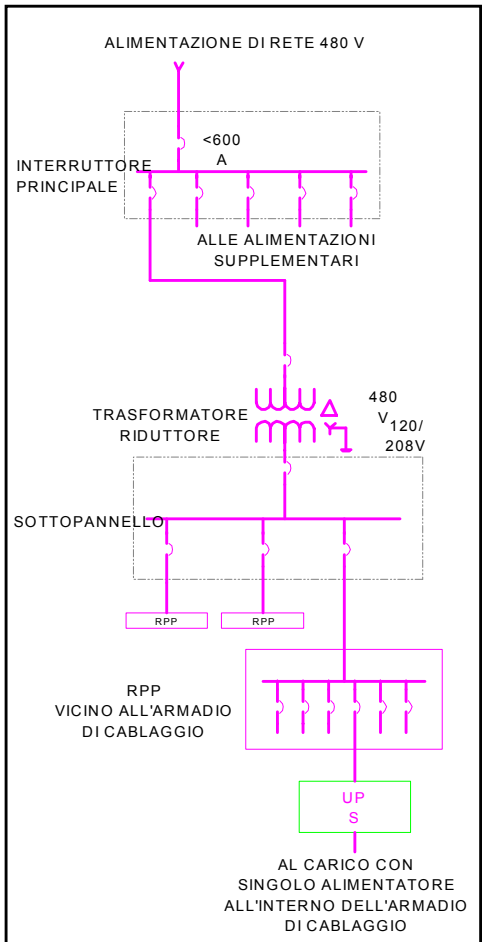 ALIMENTAZIONE DI RETE 480 V
<600
A
INTERRUTTORE
PRINCIPALE
ALLE ALIMENTAZIONI
SUPPLEMENTARI
TRASFORMATORE
RIDUTTORE
480
V
120/
208V
SOTTOPANNELLO
RPP
RPP
RPP
VICINO ALL'ARMADIO
DI CABLAGGIO
UP
S
AL CARICO CON
SINGOLO ALIMENTATORE
ALL'INTERNO DELL'ARMADIO
DI CABLAGGIO